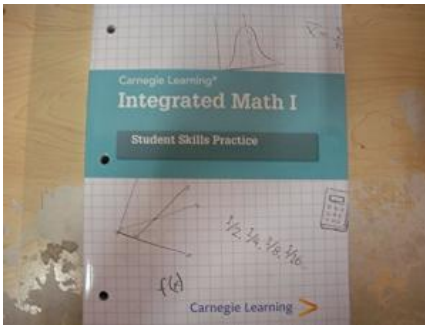 Carnegie Learning®
Integrated Math I
Student Skills Practice
1/2, 1/4, 1/8, 1/16
f(x)
Carnegie Learning